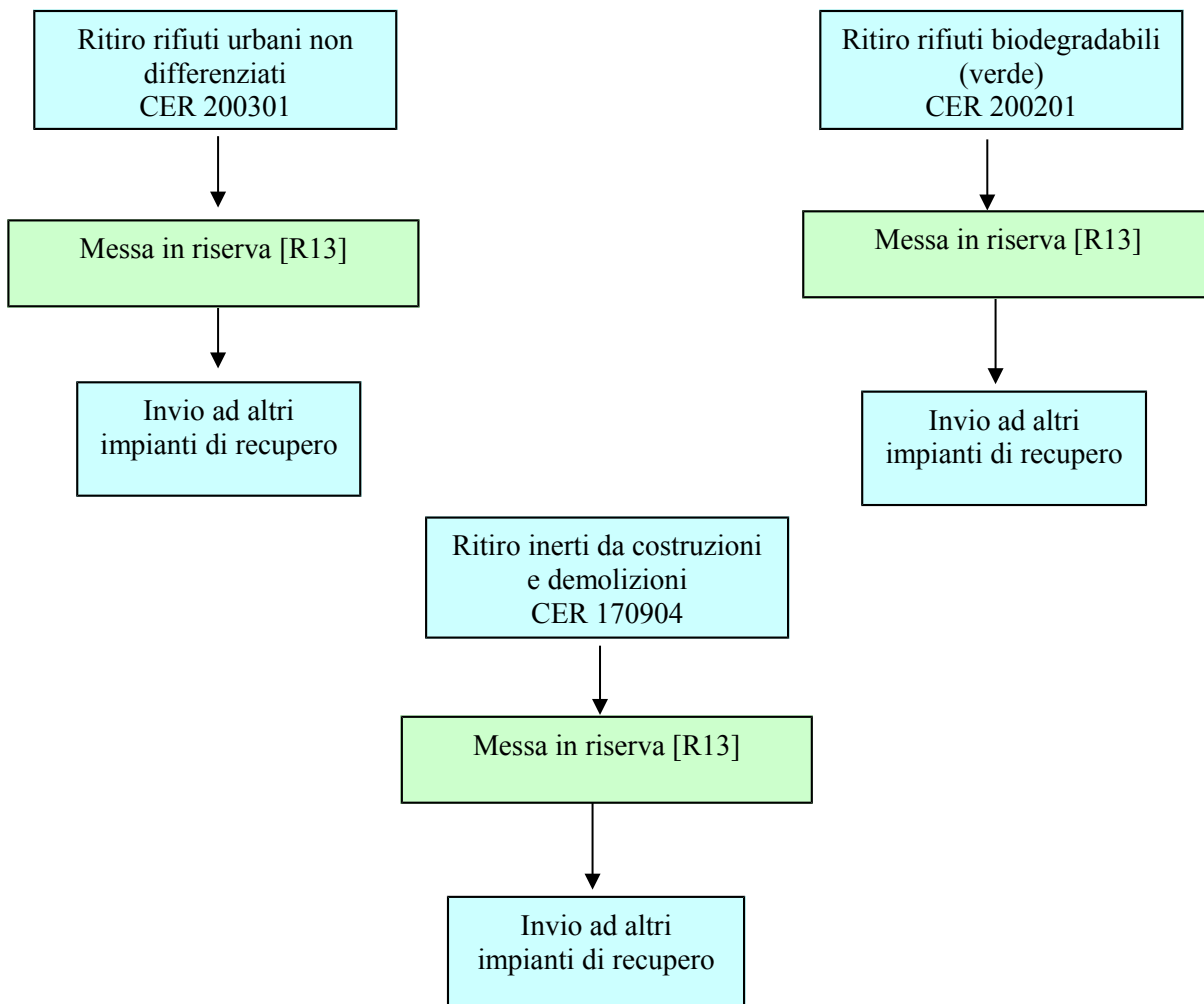 Ritiro rifiuti urbani non
differenziati
CER 200301
Messa in riserva [R13]
Invio ad altri
impianti di recupero
Ritiro rifiuti biodegradabili
(verde)
CER 200201
Messa in riserva [R13]
Invio ad altri
impianti di recupero
Ritiro inerti da costruzioni
e demolizioni
CER 170904
Messa in riserva [R13]
Invio ad altri
impianti di recupero